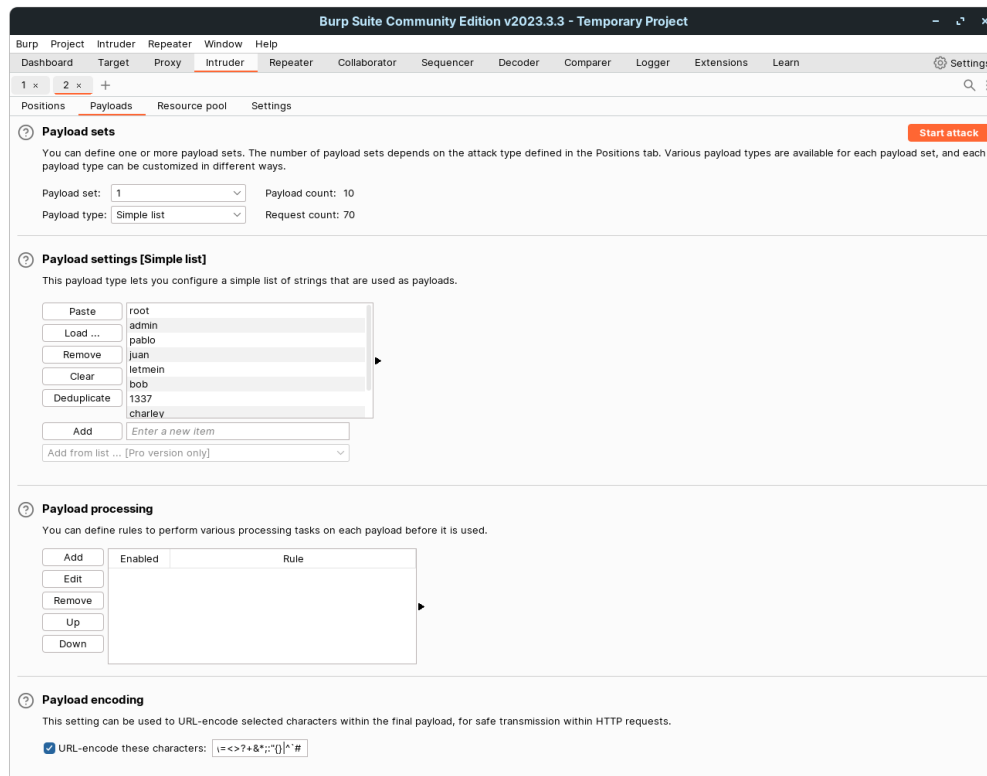 Burp Suite Community Edition v2023.3.3 - Temporary Project
Burp Project Intruder Repeater Window Help
Dashboard Target Proxy Intruder Repeater Collaborator Sequencer Decoder Comparer Logger Extensions Learn Settings
1 × 2 × +
Positions Payloads Resource pool Settings
? Payload sets Start attack
You can define one or more payload sets. The number of payload sets depends on the attack type defined in the Positions tab. Various payload types are available for each payload set, and each
payload type can be customized in different ways.
Payload set: 1 Payload count: 10
Payload type: Simple list Request count: 70
? Payload settings [Simple list]
This payload type lets you configure a simple list of strings that are used as payloads.
Paste
Load ...
Remove
Clear
Deduplicate
root
admin
pablo
juan
letmein
bob
1337
charley
Add Enter a new item
Add from list ... [Pro version only]
? Payload processing
You can define rules to perform various processing tasks on each payload before it is used.
Add
Edit
Remove
Up
Down
Enabled Rule
? Payload encoding
This setting can be used to URL-encode selected characters within the final payload, for safe transmission within HTTP requests.
URL-encode these characters: \=<>?+&*;:"{}|^`#